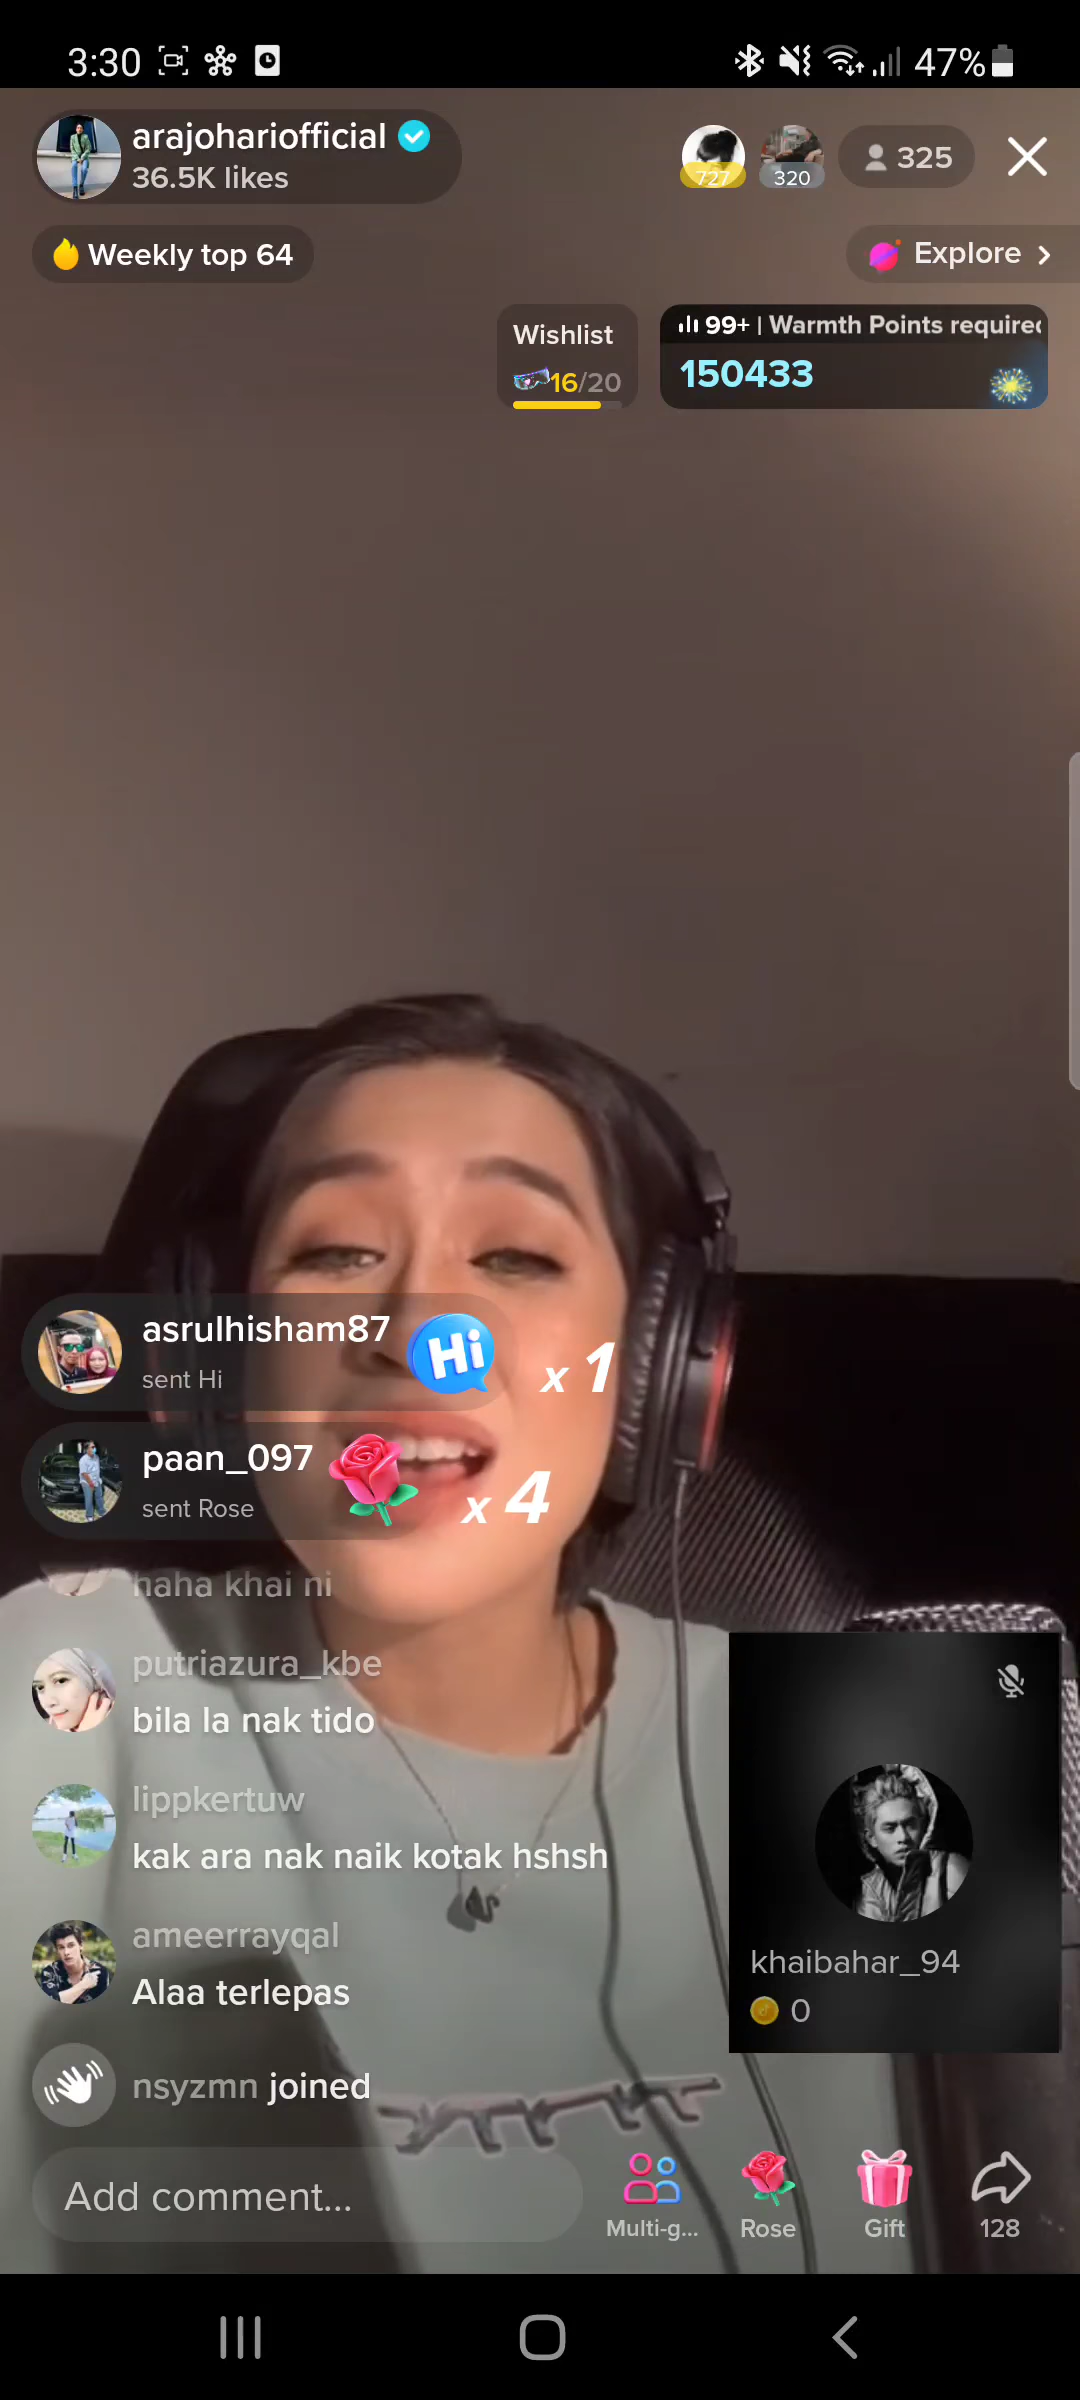 3:30
47%
arajohariofficial
36.5K likes
727
320
325
Weekly top 64
Explore
Wishlist
16/20
99+ | Warmth Points required
150433
asrulhisham87
sent Hi
Hi
x 1
paan_097
sent Rose
x 4
haha khai ni
putriazura_kbe
bila la nak tido
lippkertuw
kak ara nak naik kotak hshsh
ameerrayqal
Alaa terlepas
nsyzmn joined
khaibahar_94
0
Add comment...
Multi-g...
Rose
Gift
128